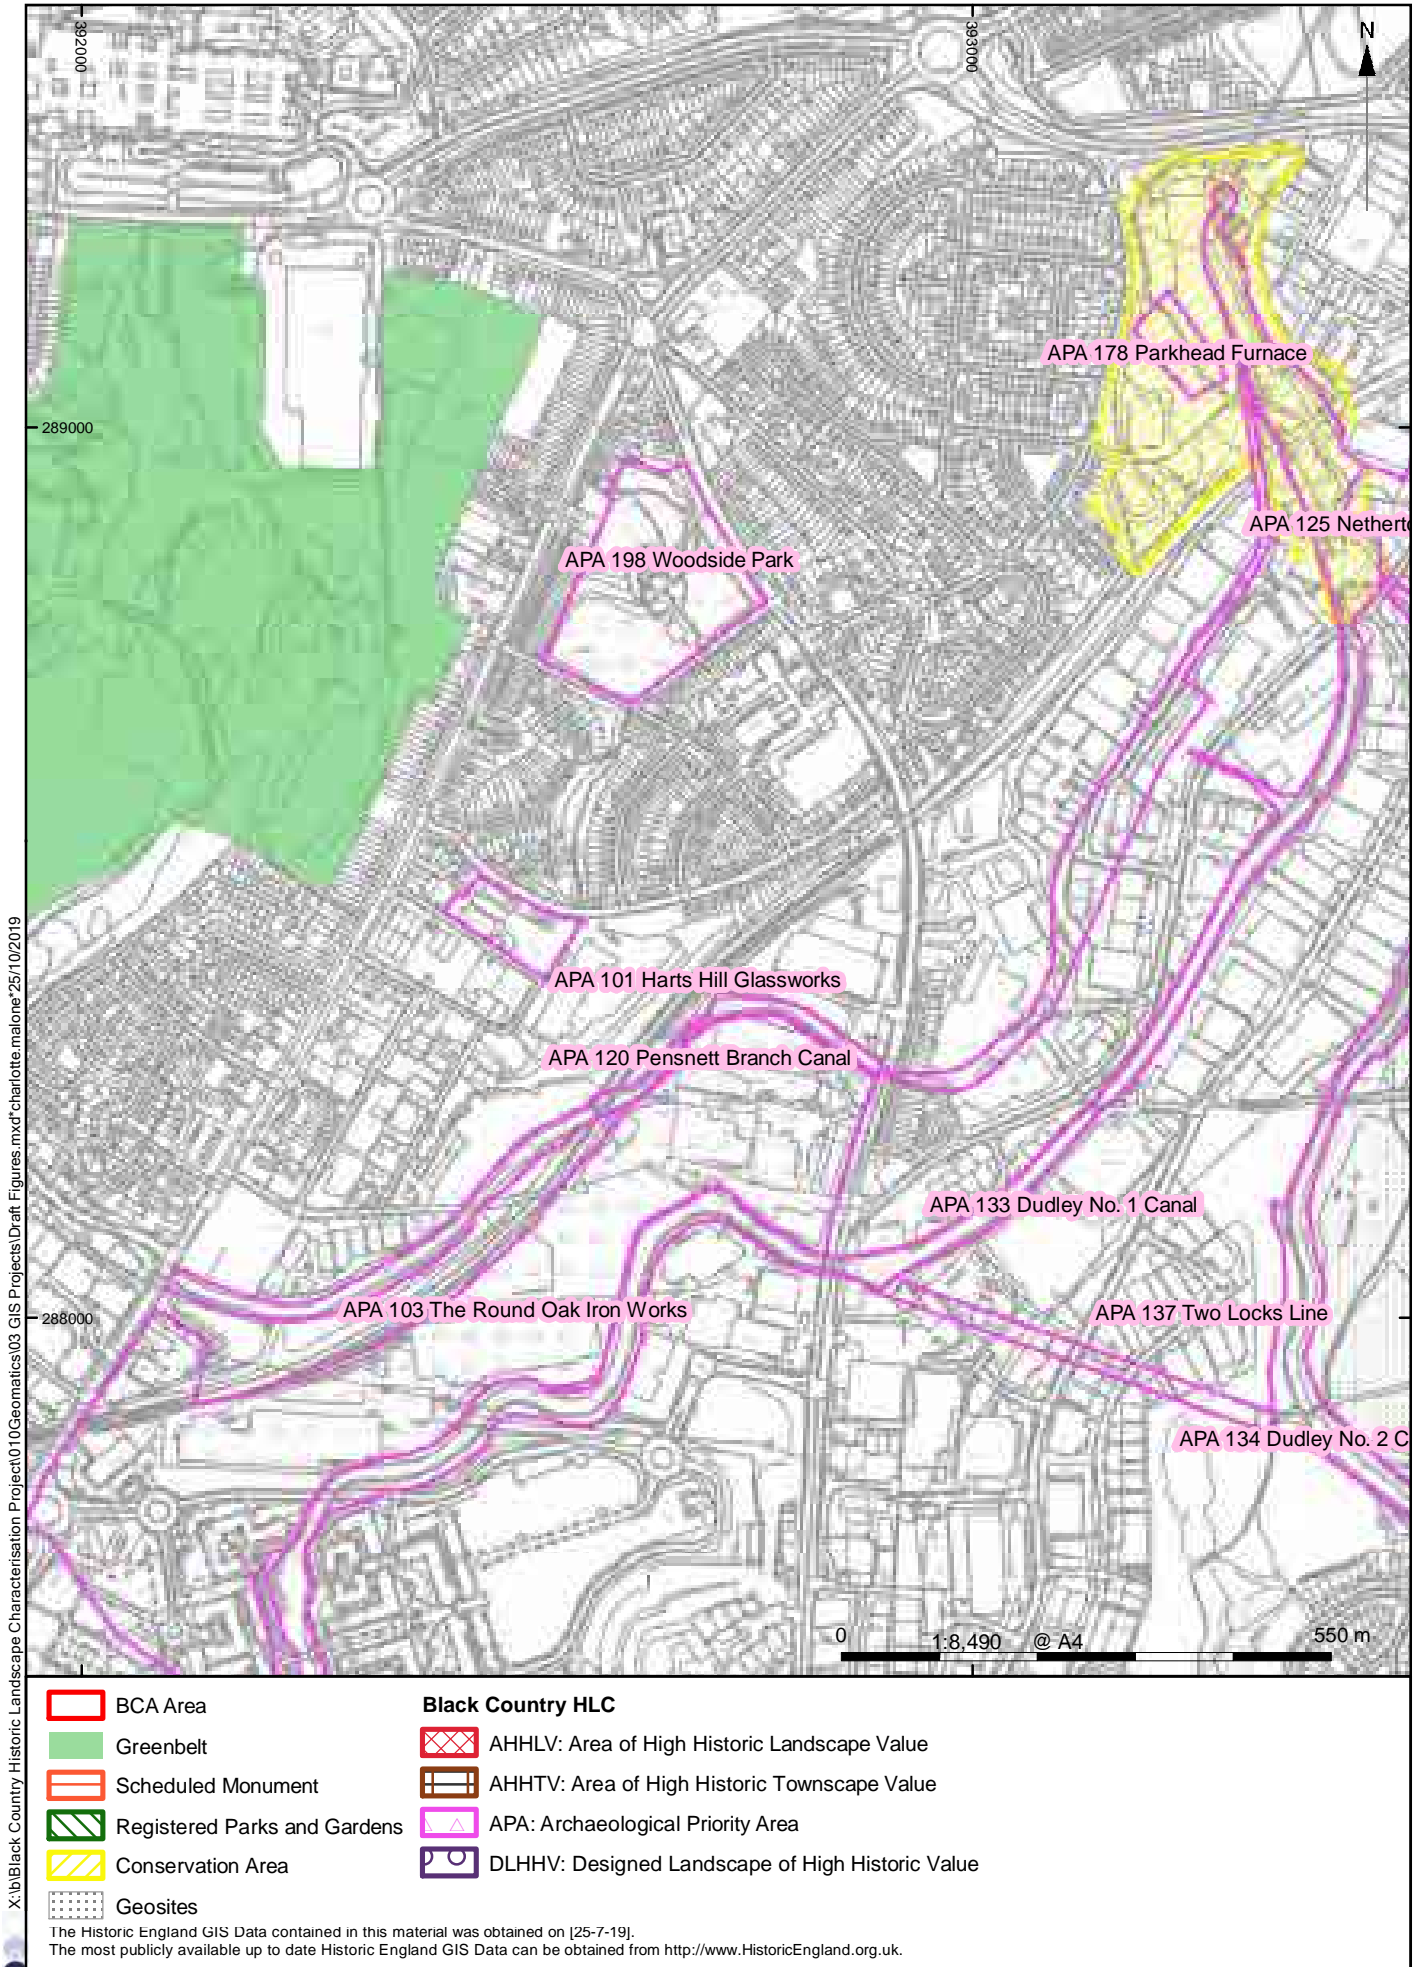 392000
393000
N
APA 178 Parkhead Furnace
289000
APA 125 Netherto
APA 198 Woodside Park
APA 101 Harts Hill Glassworks
APA 120 Pensnett Branch Canal
APA 133 Dudley No. 1 Canal
APA 103 The Round Oak Iron Works
APA 137 Two Locks Line
288000
APA 134 Dudley No. 2 C
0 1:8,490 @ A4 550 m
X:\b\Black Country Historic Landscape Characterisation Project\010Geomatics\03 GIS Projects\Draft Figures.mxd*charlotte.malone*25/10/2019
BCA Area
Greenbelt
Scheduled Monument
Registered Parks and Gardens
Conservation Area
Geosites
Black Country HLC
AHHLV: Area of High Historic Landscape Value
AHHTV: Area of High Historic Townscape Value
APA: Archaeological Priority Area
DLHHV: Designed Landscape of High Historic Value
The Historic England GIS Data contained in this material was obtained on [25-7-19].
The most publicly available up to date Historic England GIS Data can be obtained from http://www.HistoricEngland.org.uk.